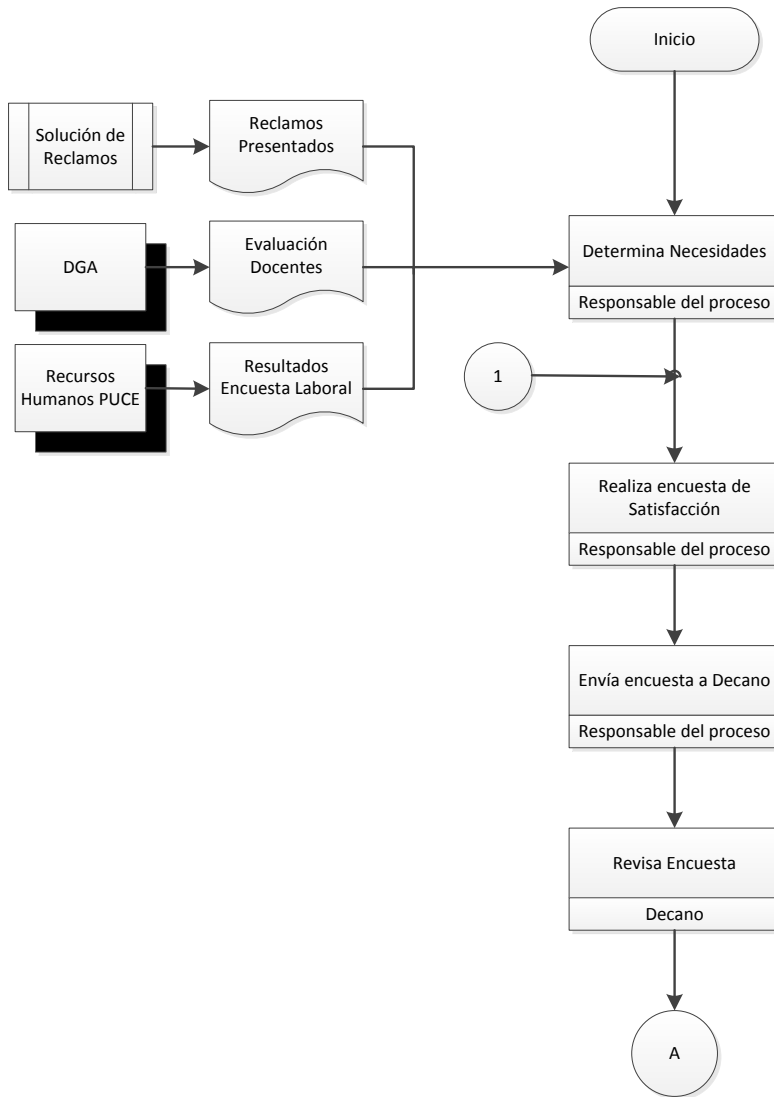 Inicio
Solución de
Reclamos
Reclamos
Presentados
DGA
Evaluación
Docentes
Determina Necesidades
Responsable del proceso
Recursos
Humanos PUCE
Resultados
Encuesta Laboral
1
Realiza encuesta de
Satisfacción
Responsable del proceso
Envía encuesta a Decano
Responsable del proceso
Revisa Encuesta
Decano
A